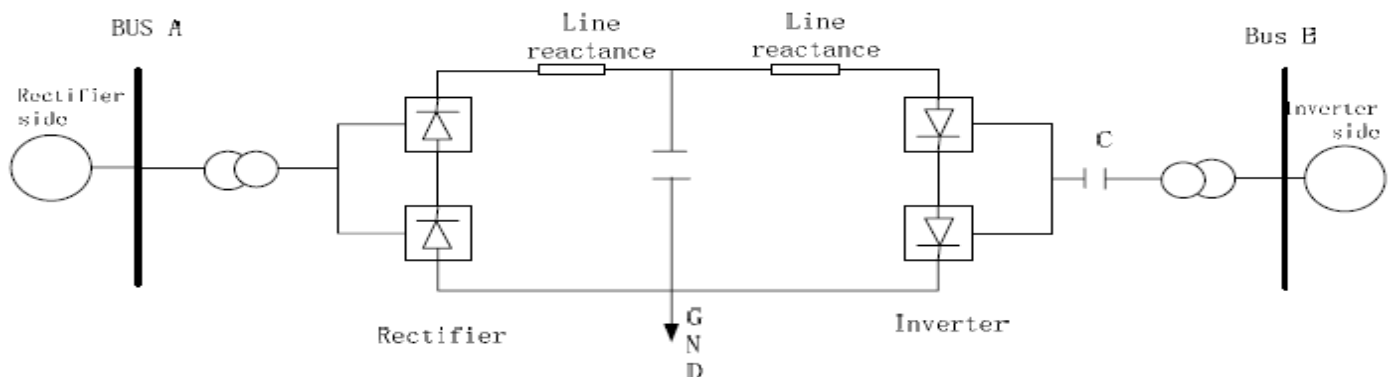 BUS A
Line
reactance
Line
reactance
Bus B
Rectifier
side
Inverter
side
C
Rectifier
Inverter
G
N
D